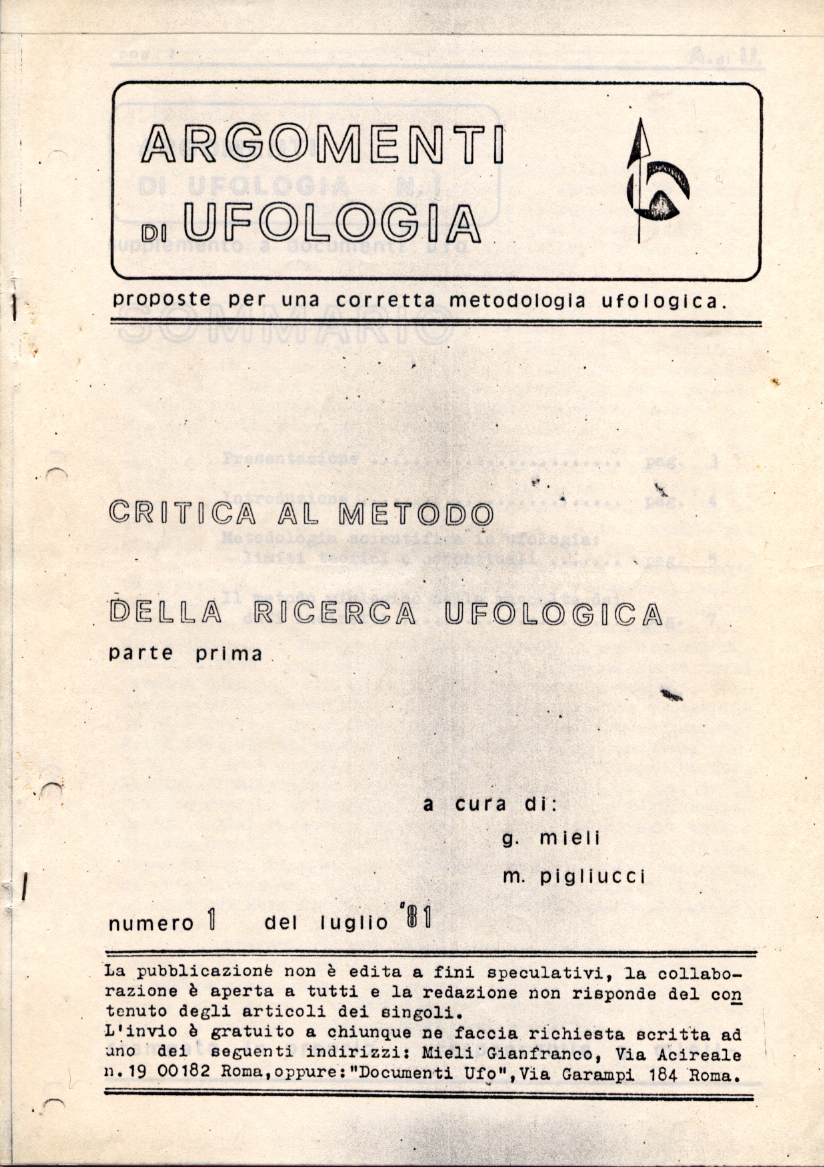 ARGOMENTI
DI UFOLOGIA
proposte per una corretta metodologia ufologica.
CRITICA AL METODO
DELLA RICERCA UFOLOGICA
parte prima
a cura di:
g. mieli
m. pigliucci
numero 1 del luglio '81
La pubblicazione non è edita a fini speculativi, la collabo-
razione è aperta a tutti e la redazione non risponde del con
tenuto degli articoli dei singoli.
L'invio è gratuito a chiunque ne faccia richiesta scritta ad
uno dei seguenti indirizzi: Mieli Gianfranco, Via Acireale
n.19 00182 Roma,oppure:"Documenti Ufo",Via Garampi 184 Roma.